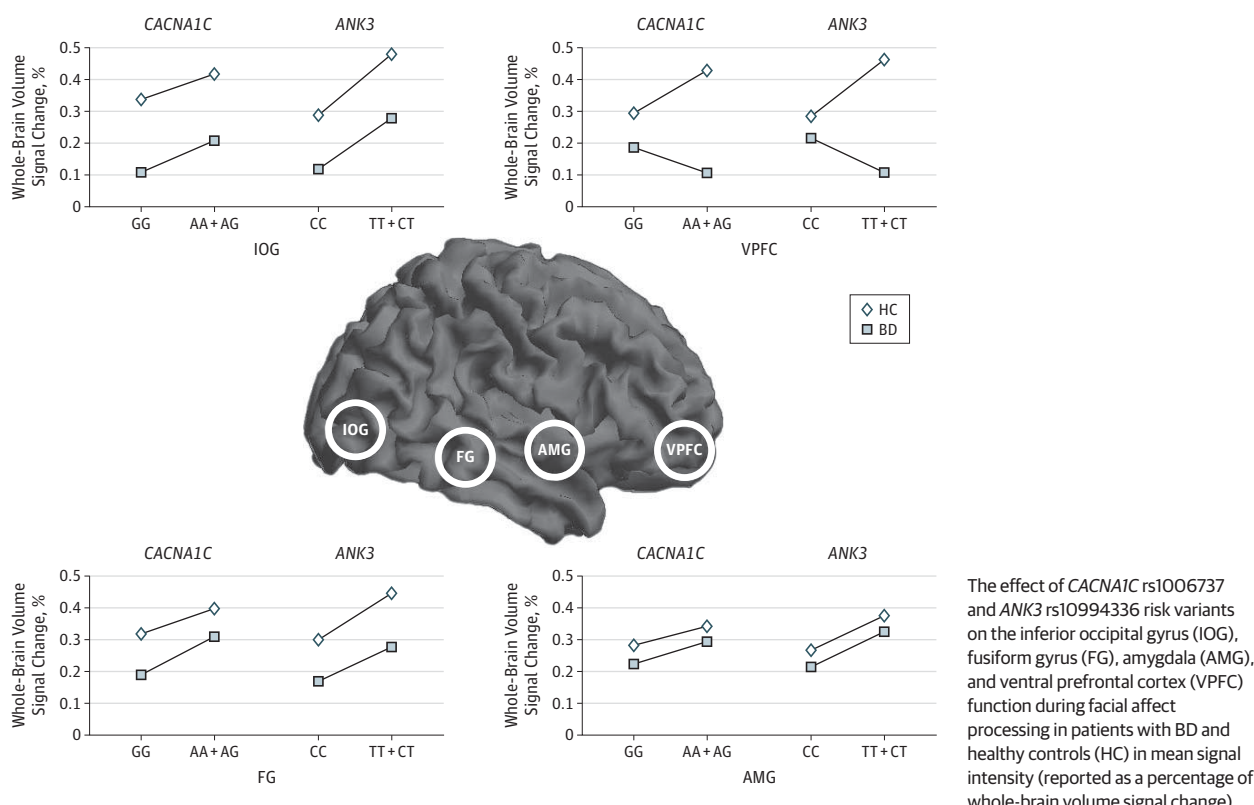 CACNA1C ANK3
Whole-Brain Volume
Signal Change, %
0.5
0.4
0.3
0.2
0.1
0
GG AA+AG CC TT+CT
IOG
CACNA1C ANK3
Whole-Brain Volume
Signal Change, %
0.5
0.4
0.3
0.2
0.1
0
GG AA+AG CC TT+CT
VPFC
HC
BD
IOG
FG
AMG
VPFC
CACNA1C ANK3
Whole-Brain Volume
Signal Change, %
0.5
0.4
0.3
0.2
0.1
0
GG AA+AG CC TT+CT
FG
CACNA1C ANK3
Whole-Brain Volume
Signal Change, %
0.5
0.4
0.3
0.2
0.1
0
GG AA+AG CC TT+CT
AMG
The effect of CACNA1C rs1006737
and ANK3 rs10994336 risk variants
on the inferior occipital gyrus (IOG),
fusiform gyrus (FG), amygdala (AMG),
and ventral prefrontal cortex (VPFC)
function during facial affect
processing in patients with BD and
healthy controls (HC) in mean signal
intensity (reported as a percentage of
whole-brain volume signal change)